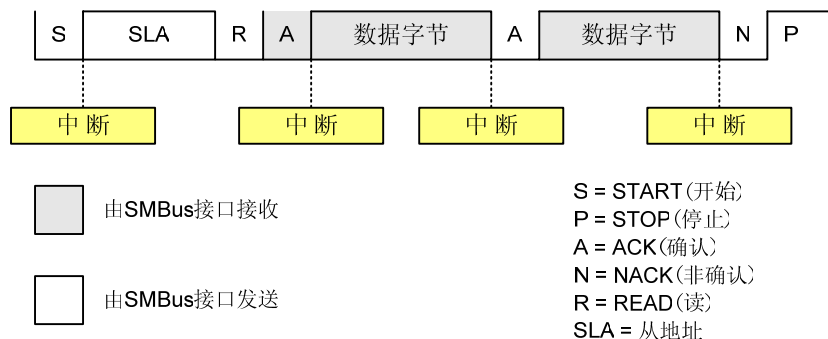 S SLA R A 数据字节 A 数据字节 N P
中断 中断 中断 中断
由SMBus接口接收
由SMBus接口发送
S = START(开始)
P = STOP(停止)
A = ACK(确认)
N = NACK(非确认)
R = READ(读)
SLA = 从地址